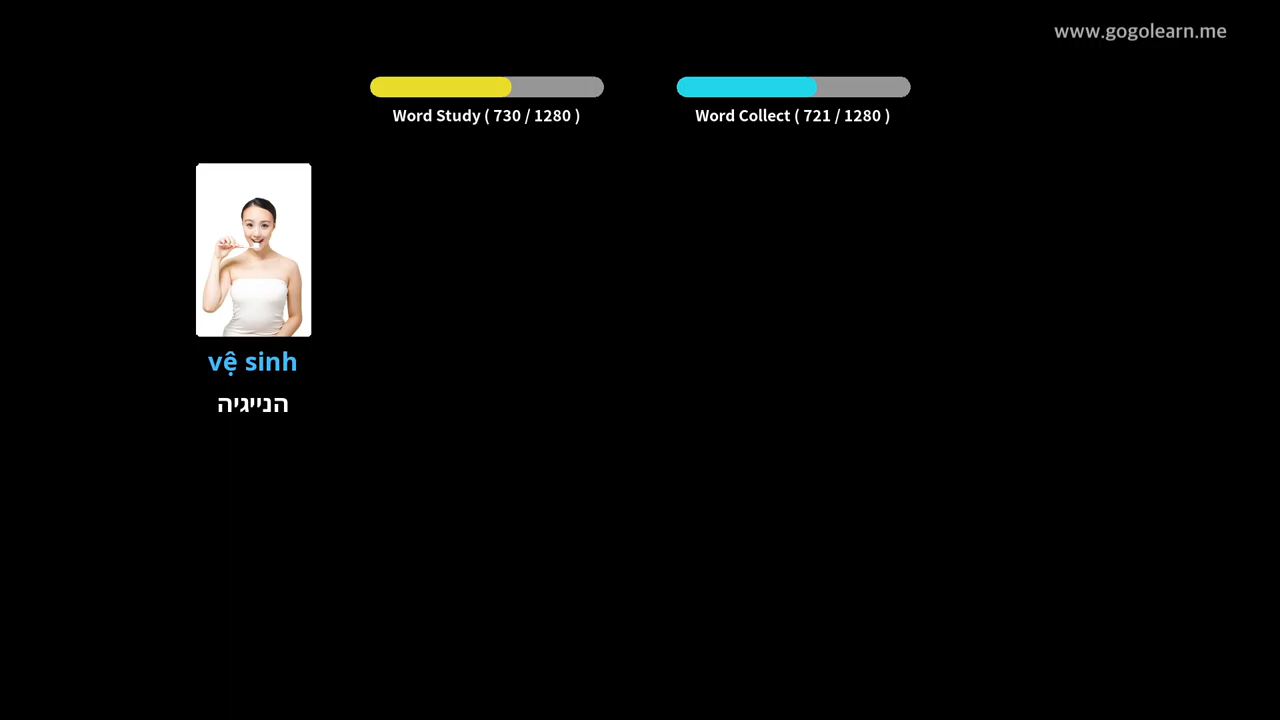 www.gogolearn.me
Word Study ( 730 / 1280 )
Word Collect ( 721 / 1280 )
vệ sinh
הנייגיה